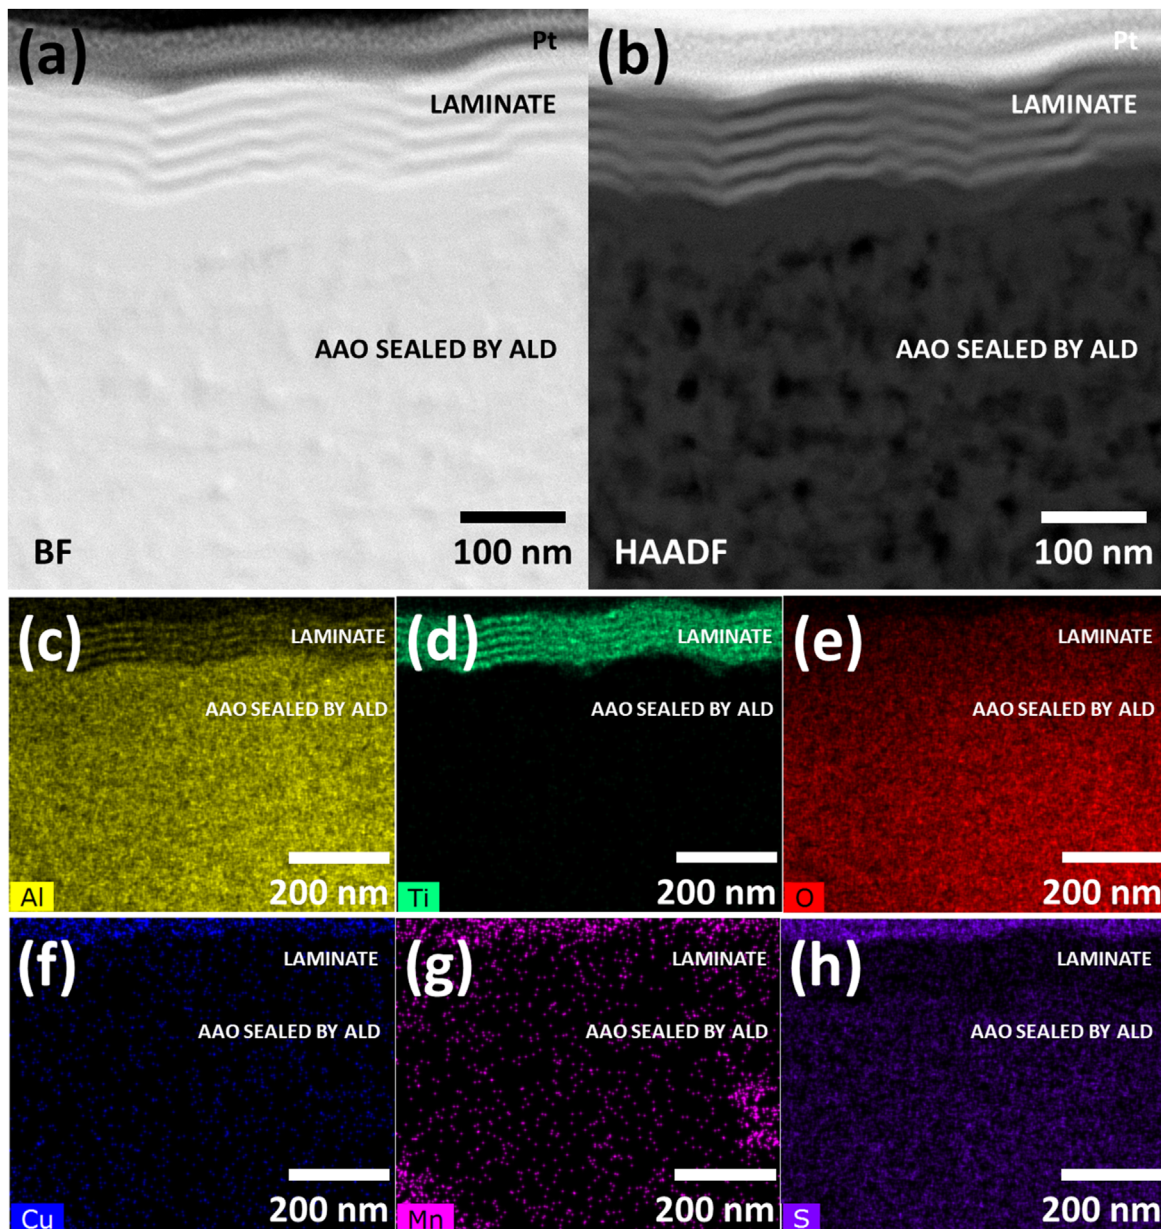 (a)
Pt
LAMINATE
AAO SEALED BY ALD
100 nm
BF
(b)
Pt
LAMINATE
AAO SEALED BY ALD
100 nm
HAADF
(c)
LAMINATE
AAO SEALED BY ALD
200 nm
Al
(d)
LAMINATE
AAO SEALED BY ALD
200 nm
Ti
(e)
LAMINATE
AAO SEALED BY ALD
200 nm
O
(f)
LAMINATE
AAO SEALED BY ALD
200 nm
Cu
(g)
LAMINATE
AAO SEALED BY ALD
200 nm
Mn
(h)
LAMINATE
AAO SEALED BY ALD
200 nm
S